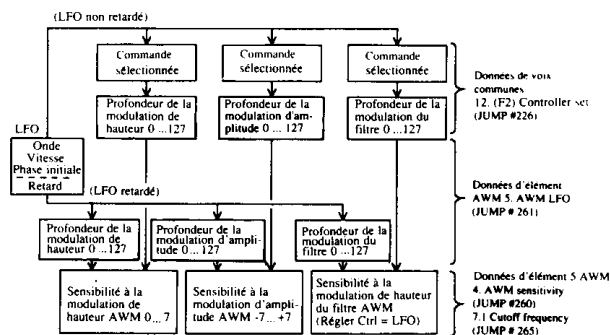 (LFO non retardé)
Commande
sélectionnée
Commande
sélectionnée
Commande
sélectionnée
Profondeur de la
modulation de
hauteur 0 ...127
Profondeur de la
modulation d'am-
plitude 0 ... 127
Profondeur de la
modulation du
filtre 0 ...127
Données de voix
communes
12. (F2) Controller set
(JUMP #226)
LFO
Onde
Vitesse
Phase initiale
Retard
(LFO retardé)
Profondeur de la
modulation de
hauteur 0 ...127
Profondeur de la
modulation d'ampli-
tude 0 ...127
Profondeur de la
modulation du
filtre 0 ...127
Données d'élément
AWM 5. AWM LFO
(JUMP # 261)
Sensibilité à la
modulation de
hauteur AWM 0... 7
Sensibilité à la
modulation d'am-
plitude AWM -7...+7
Sensibilité à la
modulation de hauteur
du filtre AWM
(Régler Ctrl = LFO)
Données d'élément 5 AWM
4. AWM sensitivity
(JUMP #260)
7.1 Cutoff frequency
(JUMP # 265)